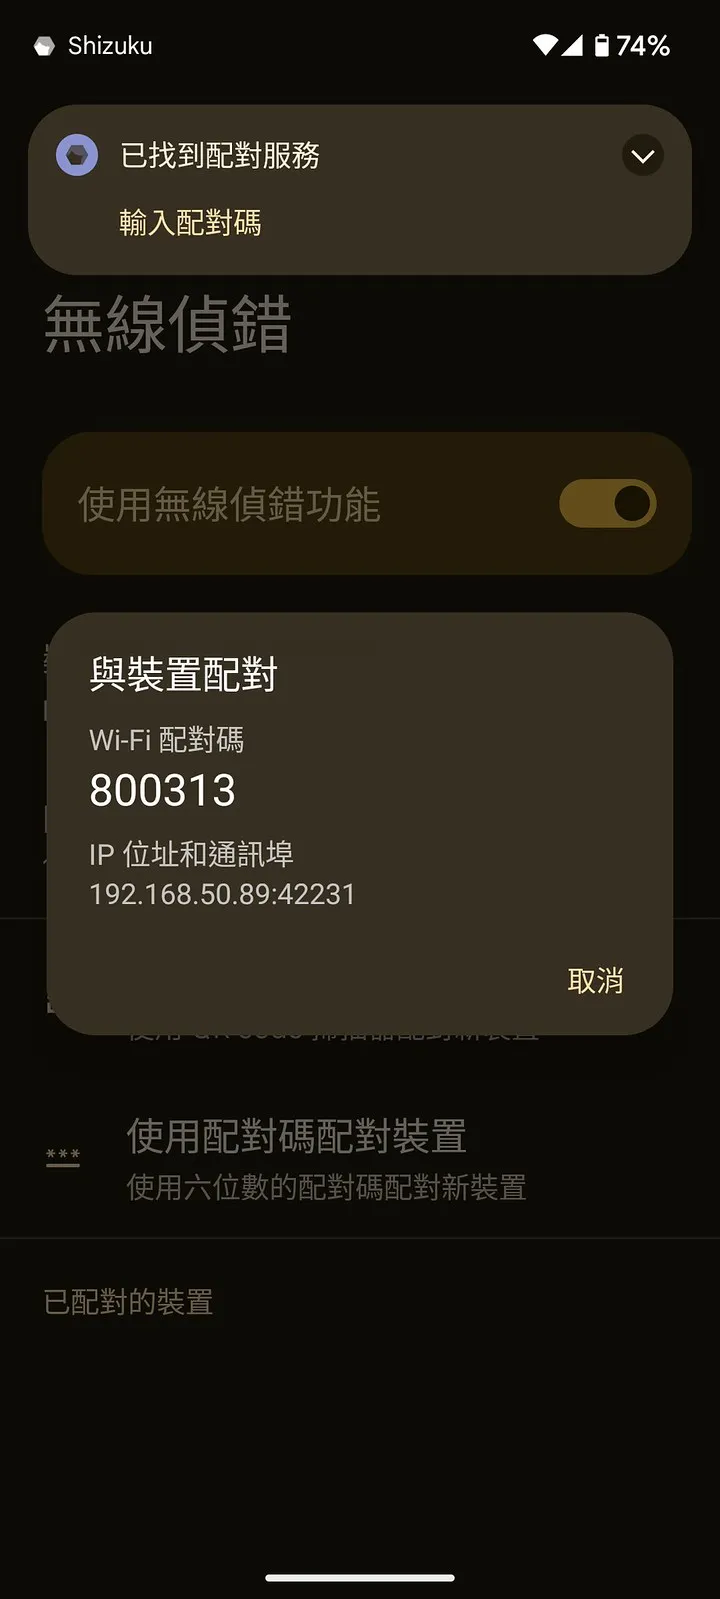 Shizuku
74%
已找到配對服務
輸入配對碼
無線偵錯
使用無線偵錯功能
與裝置配對
Wi-Fi 配對碼
800313
IP 位址和通訊埠
192.168.50.89:42231
取消
使用配對碼配對裝置
使用六位數的配對碼配對新裝置
已配對的裝置